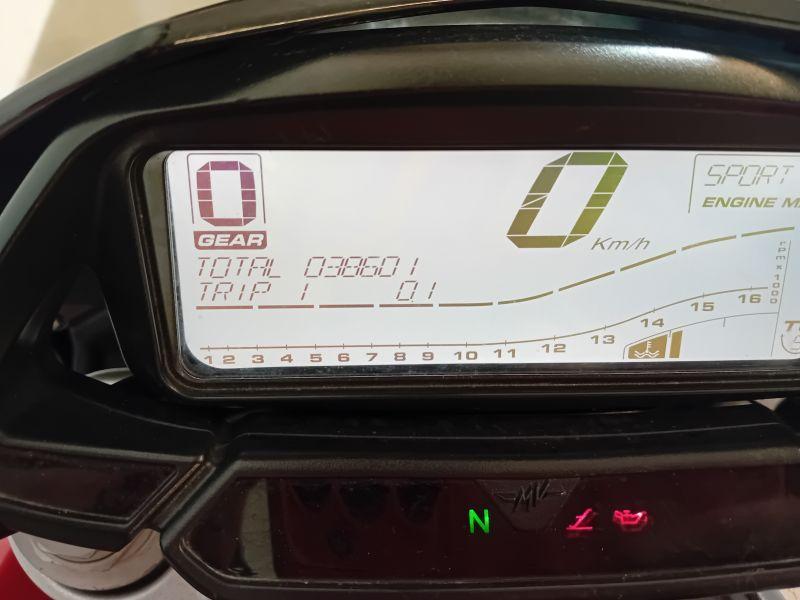 0
GEAR
0
Km/h
SPORT
ENGINE
TOTAL 038601
TRIP 1 0.1
rpm x 1000
1 2 3 4 5 6 7 8 9 10 11 12 13 14 15 16
N